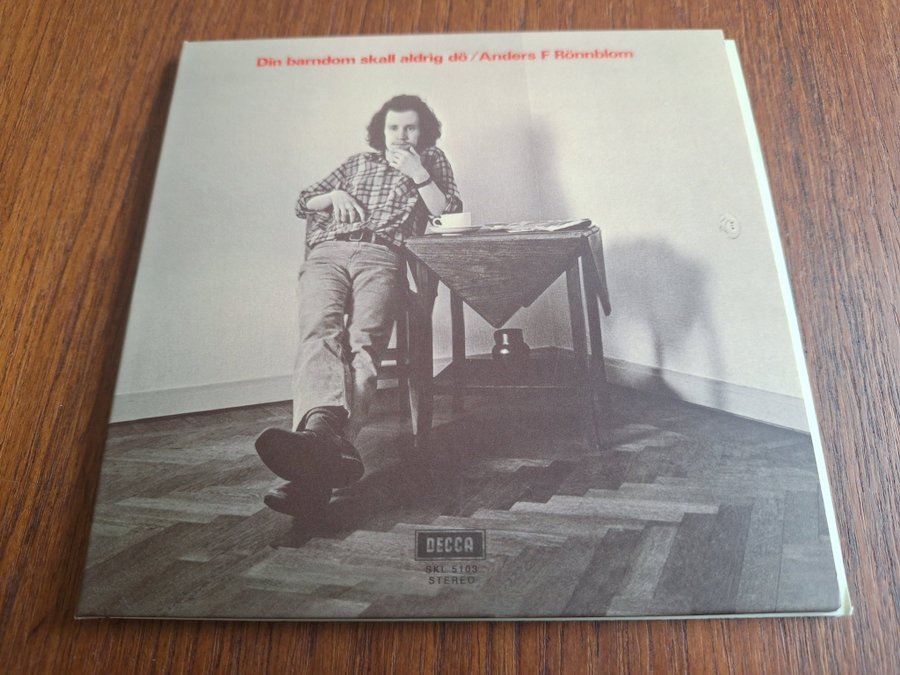 Din barndom skall aldrig dö / Anders F Rönnblom
DECCA
SKL 5103
STEREO